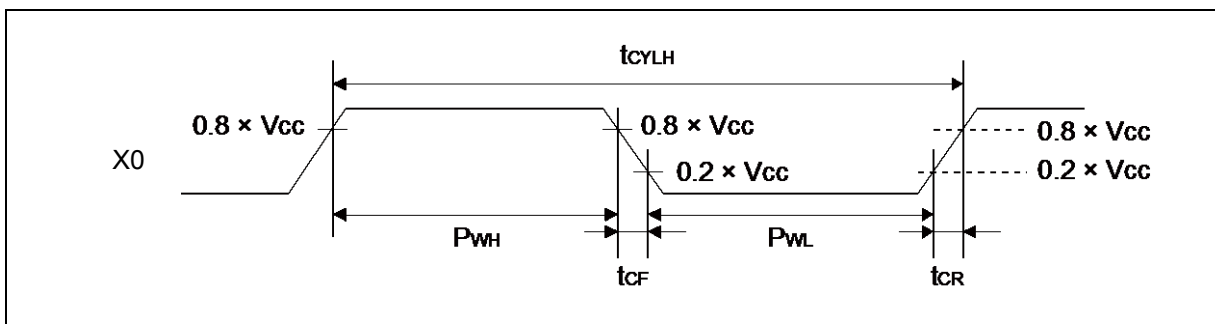 tCYLH
0.8 × Vcc
0.8 × Vcc
0.8 × Vcc
X0
0.2 × Vcc
0.2 × Vcc
PWH
PWL
tCF
tCR